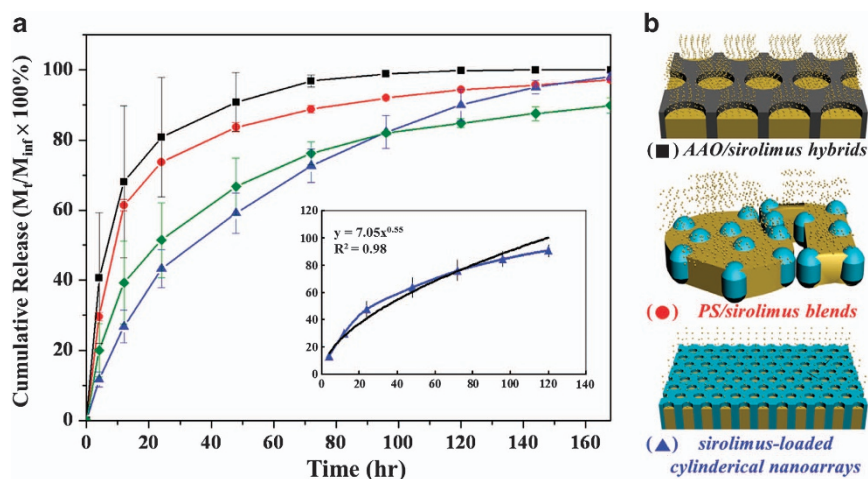 a
Cumulative Release (Mt/Minf × 100%)
100
80
60
40
20
0
120
100
80
60
40
20
0
y = 7.05x^0.55
R² = 0.98
0 20 40 60 80 100 120 140
0 20 40 60 80 100 120 140 160
Time (hr)
b
(■) AAO/sirolimus hybrids
(●) PS/sirolimus blends
(▲) sirolimus-loaded
cylinderical nanoarrays